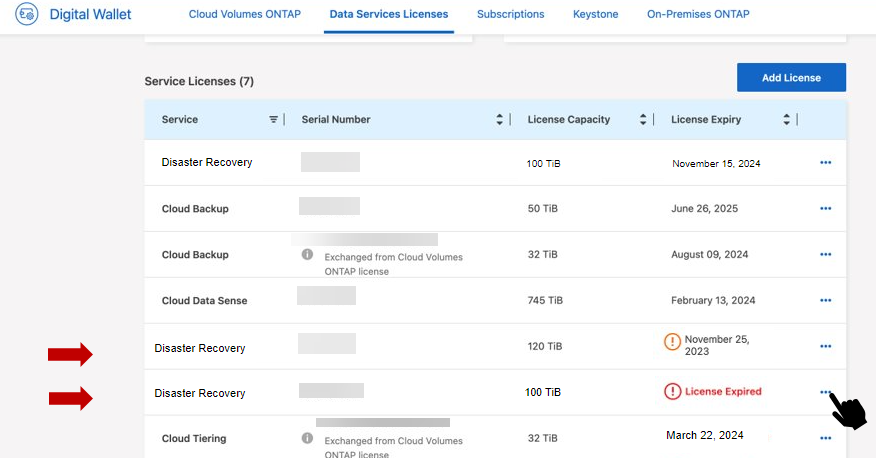 Digital Wallet Cloud Volumes ONTAP Data Services Licenses Subscriptions Keystone On-Premises ONTAP
Service Licenses (7) Add License
Service Serial Number License Capacity License Expiry
Disaster Recovery 100 TiB November 15, 2024
Cloud Backup 50 TiB June 26, 2025
Cloud Backup Exchanged from Cloud Volumes ONTAP license 32 TiB August 09, 2024
Cloud Data Sense 745 TiB February 13, 2024
Disaster Recovery 120 TiB November 25, 2023
Disaster Recovery 100 TiB License Expired
Cloud Tiering Exchanged from Cloud Volumes ONTAP license 32 TiB March 22, 2024